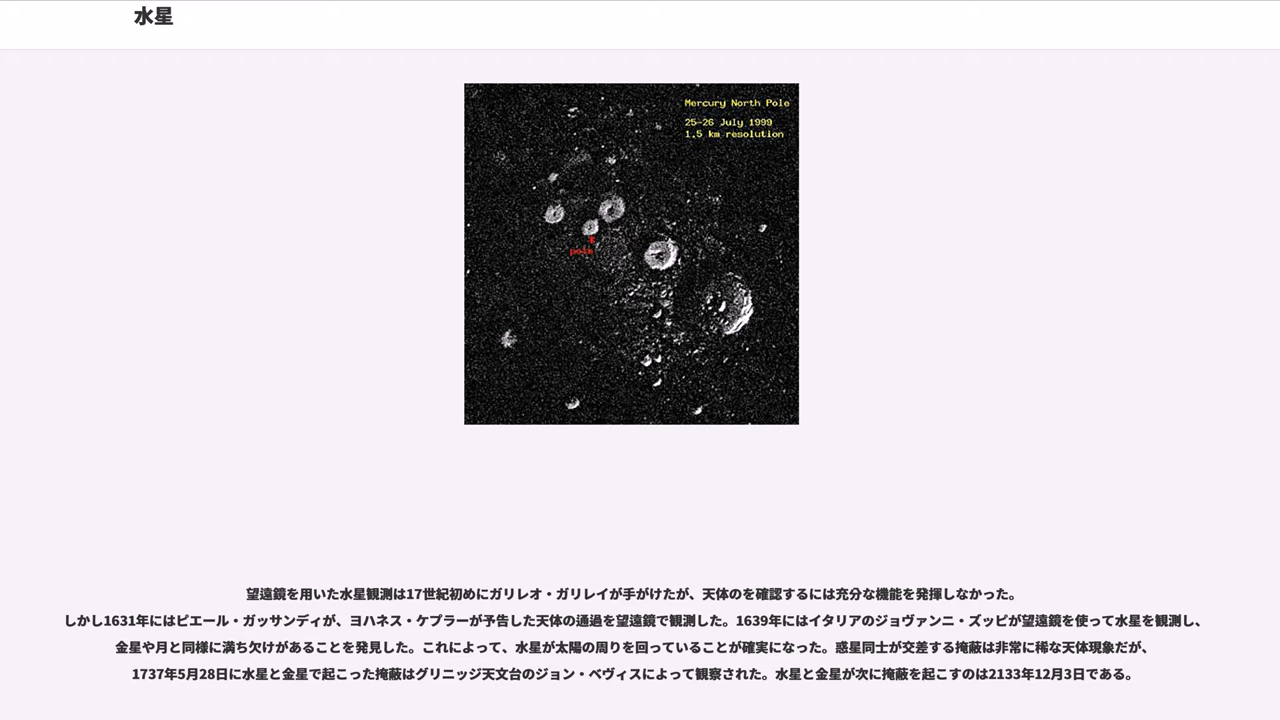 水星
Mercury North Pole
25-26 July 1999
1.5 km resolution
pole
望遠鏡を用いた水星観測は17世紀初めにガリレオ・ガリレイが手がけたが、天体のを確認するには充分な機能を発揮しなかった。
しかし1631年にはピエール・ガッサンディが、ヨハネス・ケプラーが予告した天体の通過を望遠鏡で観測した。1639年にはイタリアのジョヴァンニ・ズッピが望遠鏡を使って水星を観測し、
金星や月と同様に満ち欠けがあることを発見した。これによって、水星が太陽の周りを回っていることが確実になった。惑星同士が交差する掩蔽は非常に稀な天体現象だが、
1737年5月28日に水星と金星で起こった掩蔽はグリニッジ天文台のジョン・ベヴィスによって観察された。水星と金星が次に掩蔽を起こすのは2133年12月3日である。